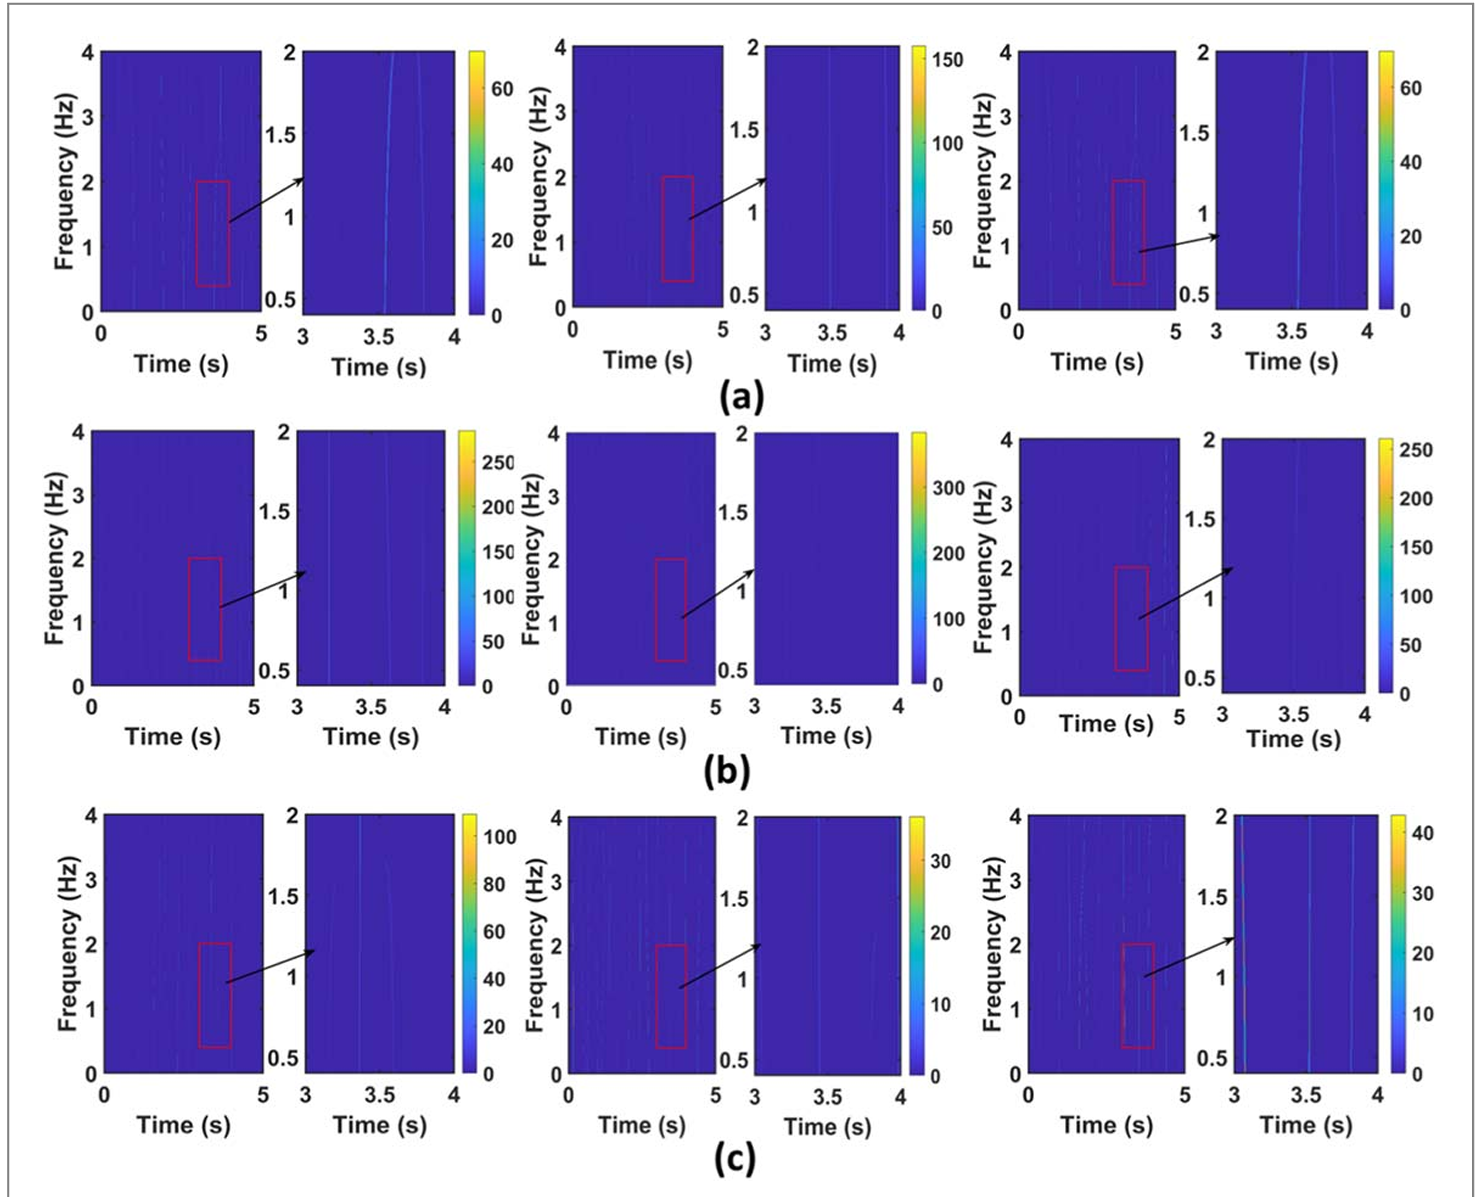 4 2 4 2 4 2
60 150 60
3 1.5 3 1.5 3 1.5
Frequency (Hz) 2 1 40 Frequency (Hz) 2 1 100 Frequency (Hz) 2 1 40
1 20 1 50 1 20
0 0.5 0 0 0.5 0 0 0.5 0
0 5 3 3.5 4 0 5 3 3.5 4 0 5 3 3.5 4
Time (s) Time (s) Time (s) Time (s) Time (s) Time (s)
(a)
4 2 4 2 4 2
250 300 250
3 1.5 200 3 1.5 3 1.5 200
Frequency (Hz) 2 1 150 Frequency (Hz) 2 1 200 Frequency (Hz) 2 1 150
100 100 100
1 0.5 50 1 0.5 1 0.5 50
0 0 0 0 0 0
0 5 3 3.5 4 0 5 3 3.5 4 0 5 3 3.5 4
Time (s) Time (s) Time (s) Time (s) Time (s) Time (s)
(b)
4 2 4 2 4 2
100 40
3 1.5 80 3 1.5 30 3 1.5 30
Frequency (Hz) 2 1 60 Frequency (Hz) 2 1 20 Frequency (Hz) 2 1 20
40
1 0.5 20 1 0.5 10 1 0.5 10
0 0 0 0 0 0
0 5 3 3.5 4 0 5 3 3.5 4 0 5 3 3.5 4
Time (s) Time (s) Time (s) Time (s) Time (s) Time (s)
(c)